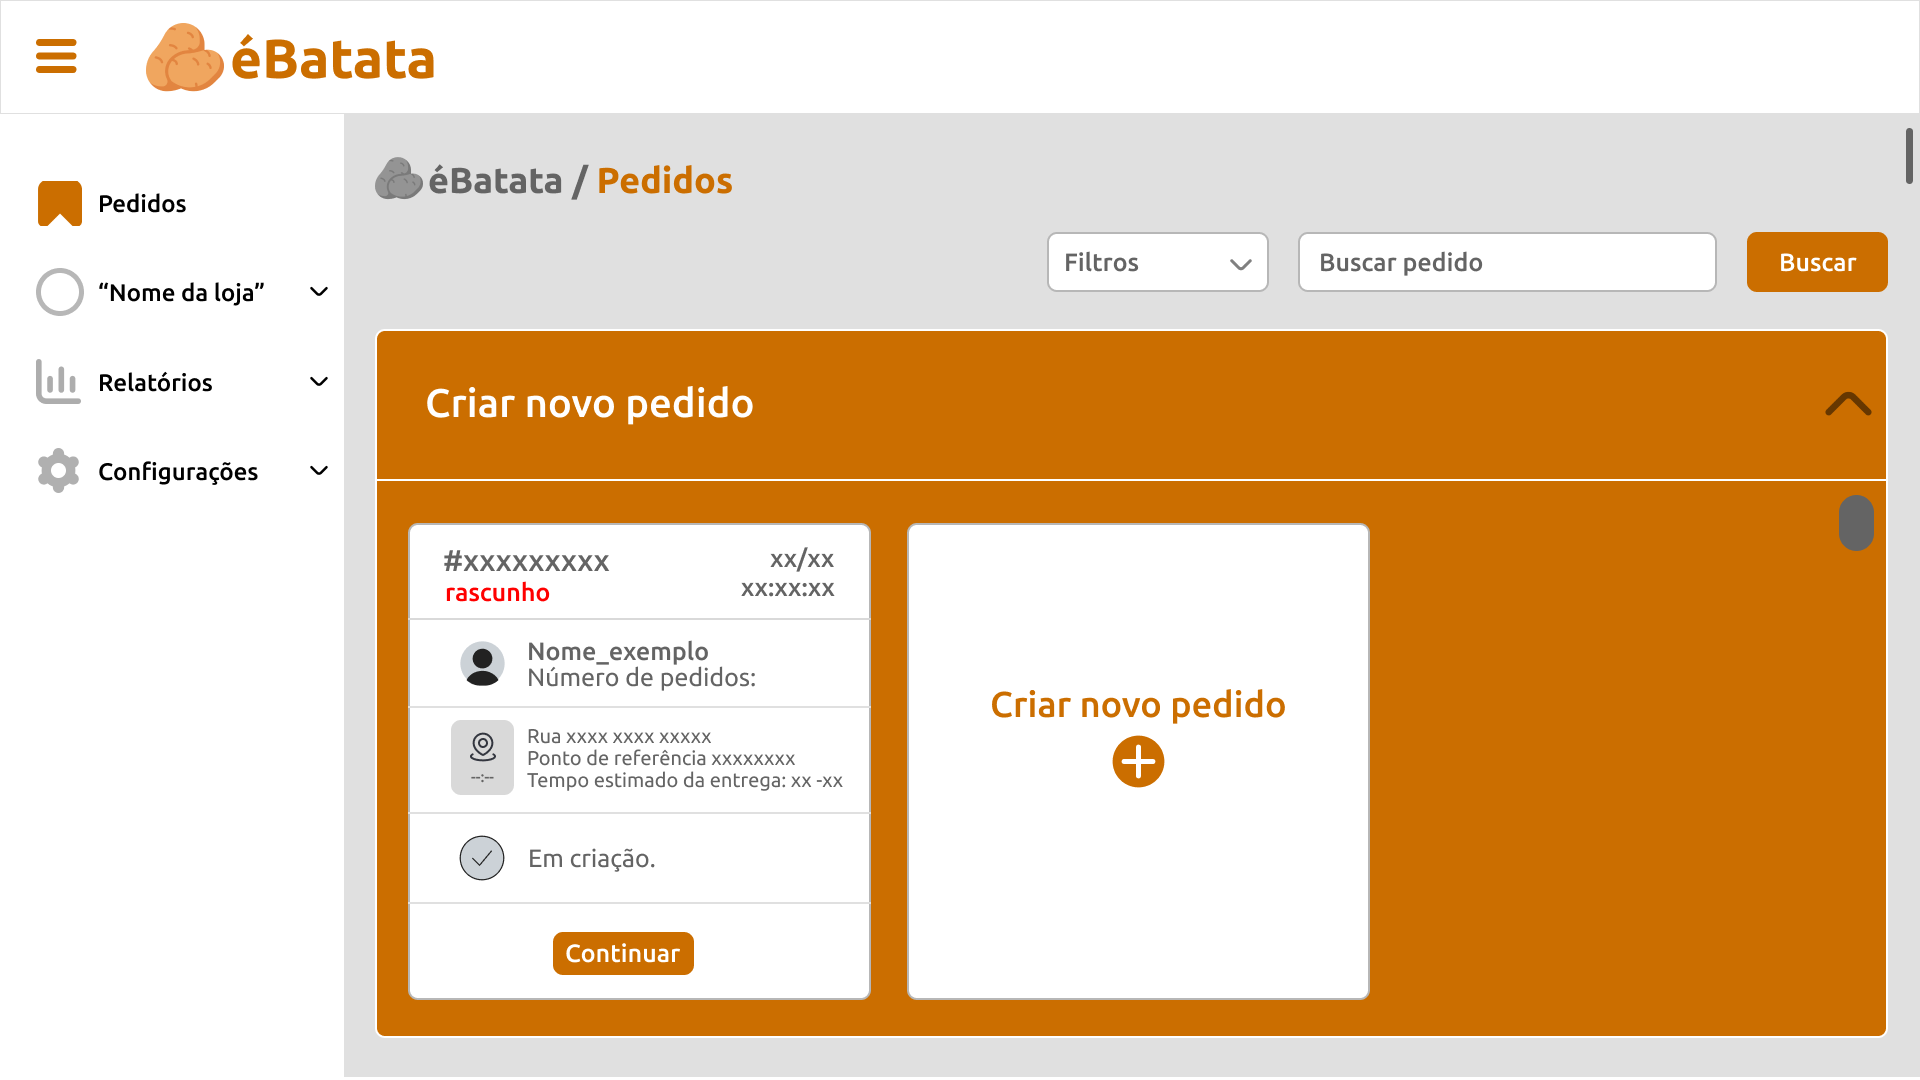 éBatata
Pedidos
“Nome da loja”
Relatórios
Configurações
éBatata / Pedidos
Filtros
Buscar pedido
Buscar
Criar novo pedido
#xxxxxxxxx
rascunho
xx/xx
xx:xx:xx
Nome_exemplo
Número de pedidos:
--:--
Rua xxxx xxxx xxxxx
Ponto de referência xxxxxxxx
Tempo estimado da entrega: xx -xx
Em criação.
Continuar
Criar novo pedido